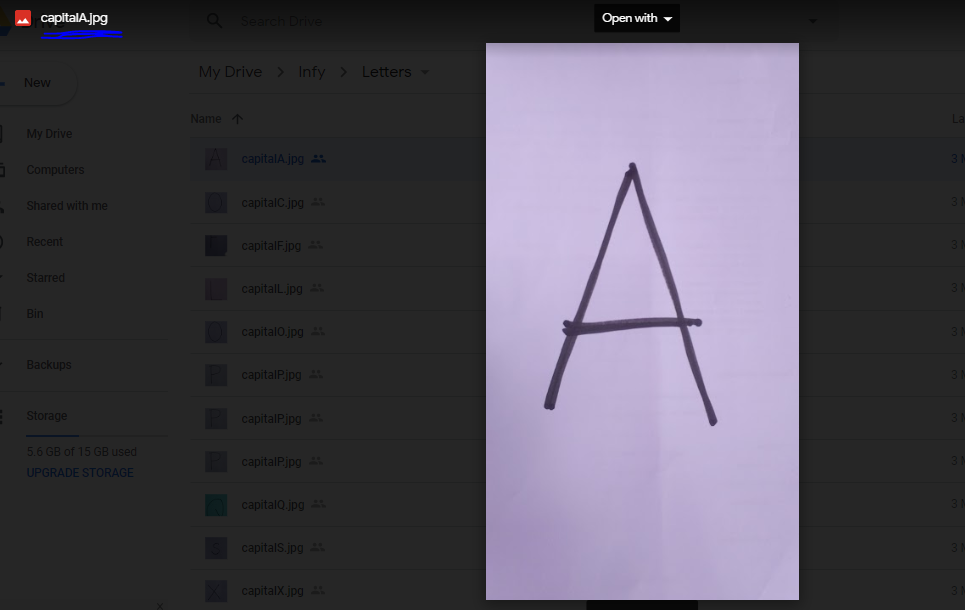 capitalA.jpg
Search Drive
Open with
My Drive > Infy > Letters
New
Name
My Drive
Computers
Shared with me
Recent
Starred
Bin
Backups
Storage
5.6 GB of 15 GB used
UPGRADE STORAGE
capitalA.jpg
capitalC.jpg
capitalF.jpg
capitalL.jpg
capitalO.jpg
capitalP.jpg
capitalP.jpg
capitalP.jpg
capitalQ.jpg
capitalS.jpg
capitalX.jpg
A